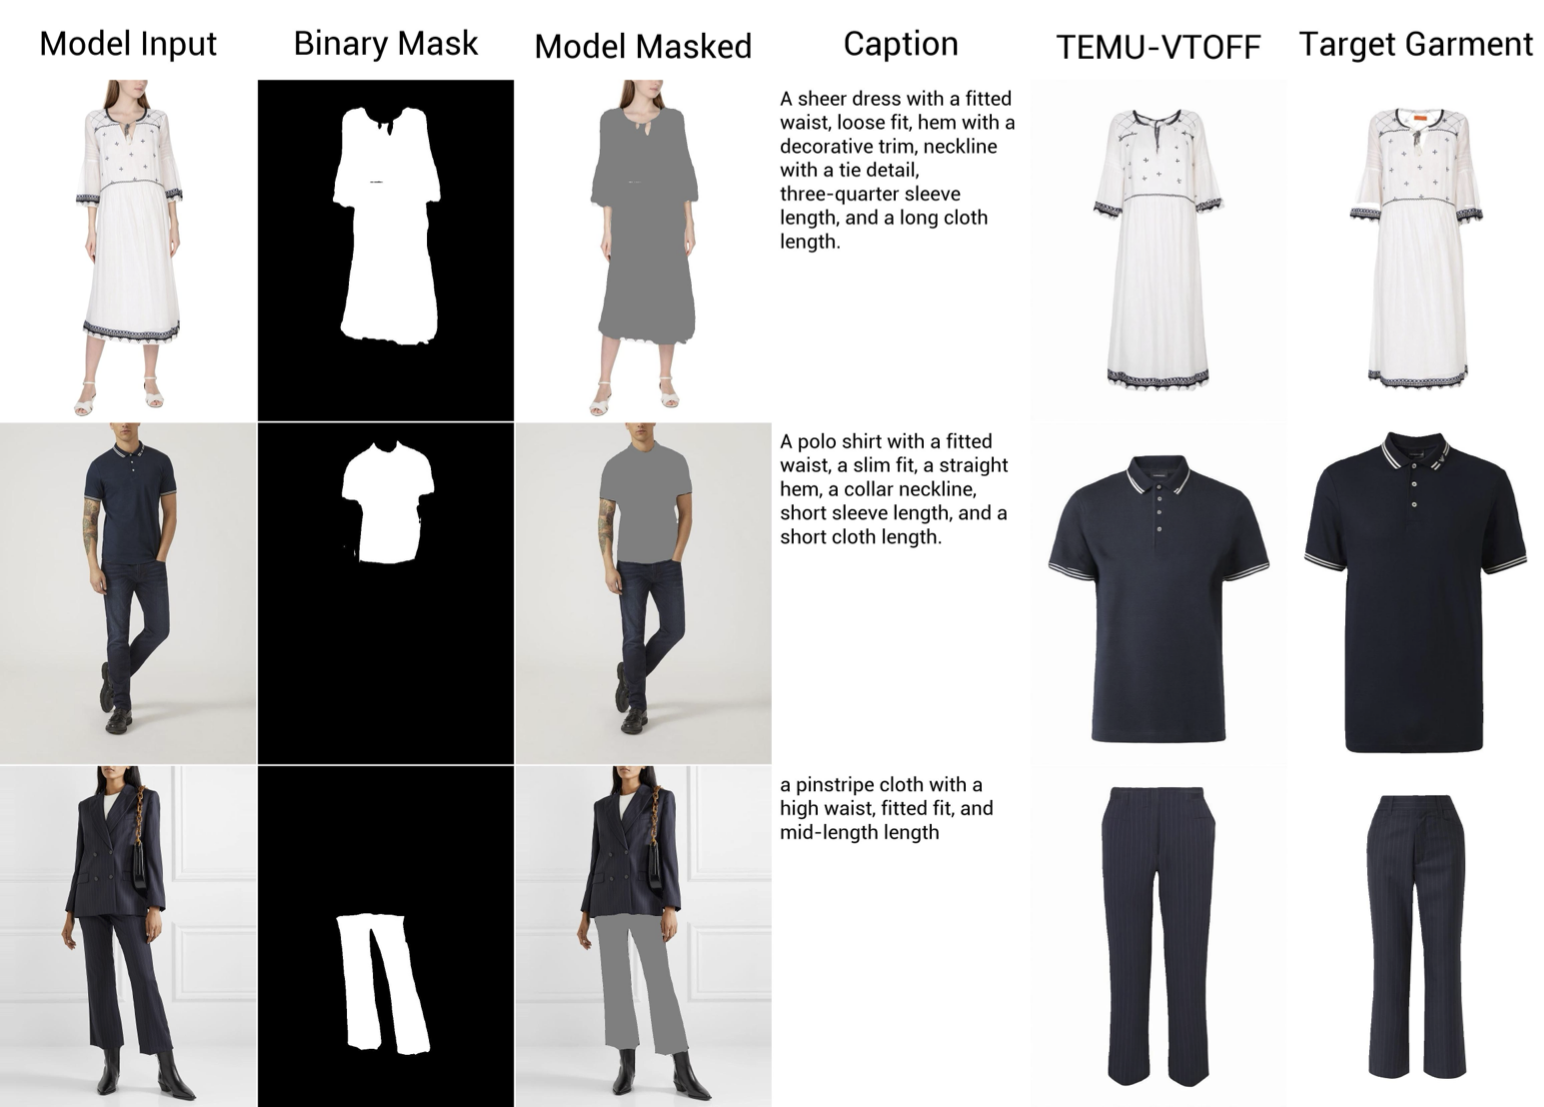 Model Input
Binary Mask
Model Masked
Caption
TEMU-VTOFF
Target Garment
A sheer dress with a fitted
waist, loose fit, hem with a
decorative trim, neckline
with a tie detail,
three-quarter sleeve
length, and a long cloth
length.
A polo shirt with a fitted
waist, a slim fit, a straight
hem, a collar neckline,
short sleeve length, and a
short cloth length.
a pinstripe cloth with a
high waist, fitted fit, and
mid-length length